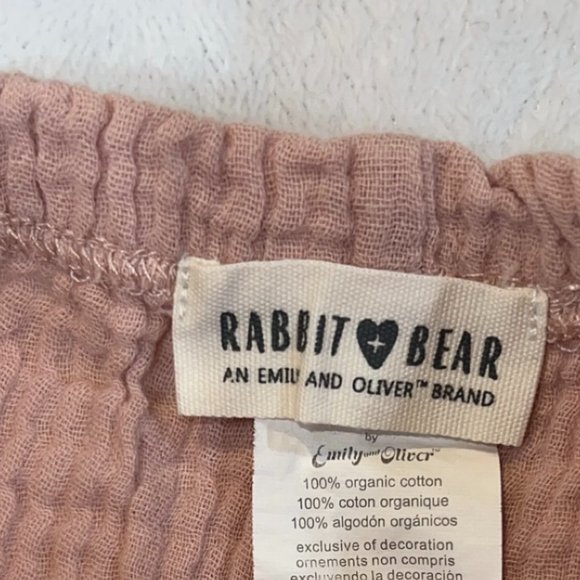 RABBIT + BEAR
AN EMILY AND OLIVER™ BRAND
by
Emily and Oliver™
100% organic cotton
100% coton organique
100% algodón orgánicos
exclusive of decoration
ornements non compris
excluyendo la decoración